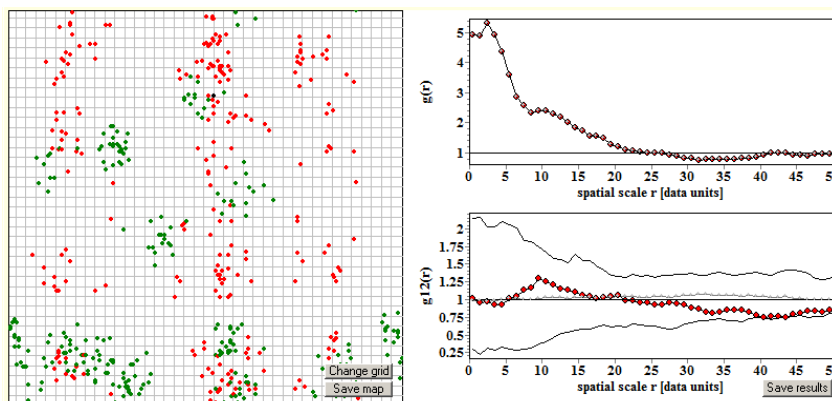 Change grid
Save map
g(r)
5
4
3
2
1
0 5 10 15 20 25 30 35 40 45 50
spatial scale r [data units]
g12(r)
2
1.75
1.5
1.25
1
0.75
0.5
0.25
0 5 10 15 20 25 30 35 40 45 50
spatial scale r [data units]
Save results